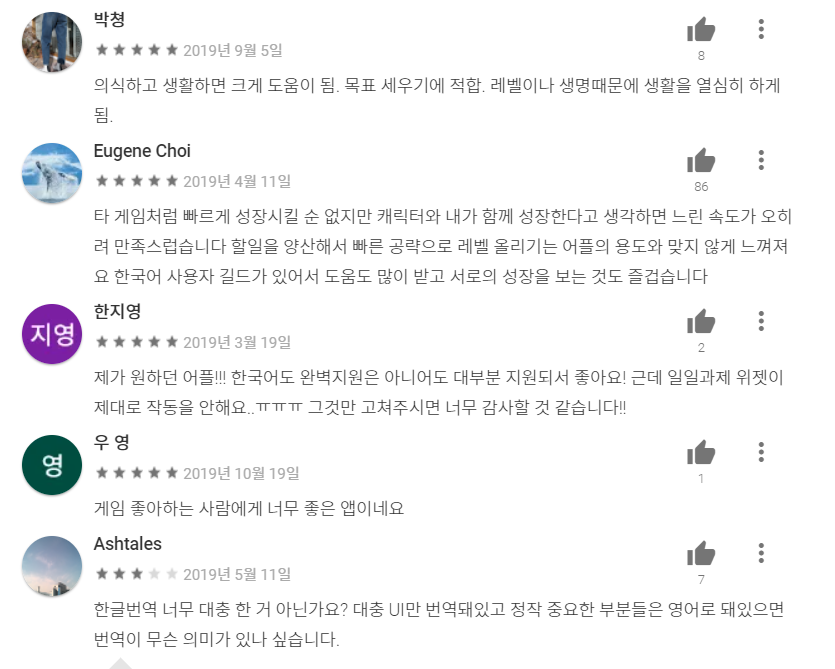 박쳥
★★★★★ 2019년 9월 5일
8
의식하고 생활하면 크게 도움이 됨. 목표 세우기에 적합. 레벨이나 생명때문에 생활을 열심히 하게
됨.
Eugene Choi
★★★★★ 2019년 4월 11일
86
타 게임처럼 빠르게 성장시킬 순 없지만 캐릭터와 내가 함께 성장한다고 생각하면 느린 속도가 오히
려 만족스럽습니다 할일을 양산해서 빠른 공략으로 레벨 올리기는 어플의 용도와 맞지 않게 느껴져
요 한국어 사용자 길드가 있어서 도움도 많이 받고 서로의 성장을 보는 것도 즐겁습니다
지영
한지영
★★★★★ 2019년 3월 19일
2
제가 원하던 어플!!! 한국어도 완벽지원은 아니어도 대부분 지원되서 좋아요! 근데 일일과제 위젯이
제대로 작동을 안해요..ㅠㅠㅠ 그것만 고쳐주시면 너무 감사할 것 같습니다!!
영
우 영
★★★★★ 2019년 10월 19일
1
게임 좋아하는 사람에게 너무 좋은 앱이네요
Ashtales
★★★★★ 2019년 5월 11일
7
한글번역 너무 대충 한 거 아닌가요? 대충 UI만 번역돼있고 정작 중요한 부분들은 영어로 돼있으면
번역이 무슨 의미가 있나 싶습니다.